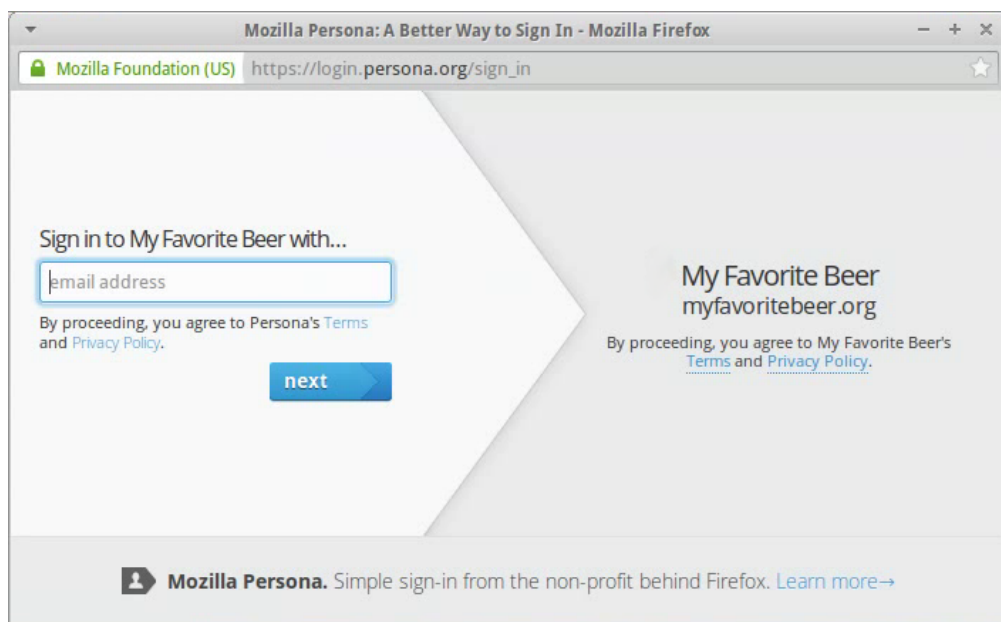 Mozilla Persona: A Better Way to Sign In - Mozilla Firefox
Mozilla Foundation (US) https://login.persona.org/sign_in
Sign in to My Favorite Beer with...
email address
By proceeding, you agree to Persona's Terms
and Privacy Policy.
next
My Favorite Beer
myfavoritebeer.org
By proceeding, you agree to My Favorite Beer's
Terms and Privacy Policy.
Mozilla Persona. Simple sign-in from the non-profit behind Firefox. Learn more→